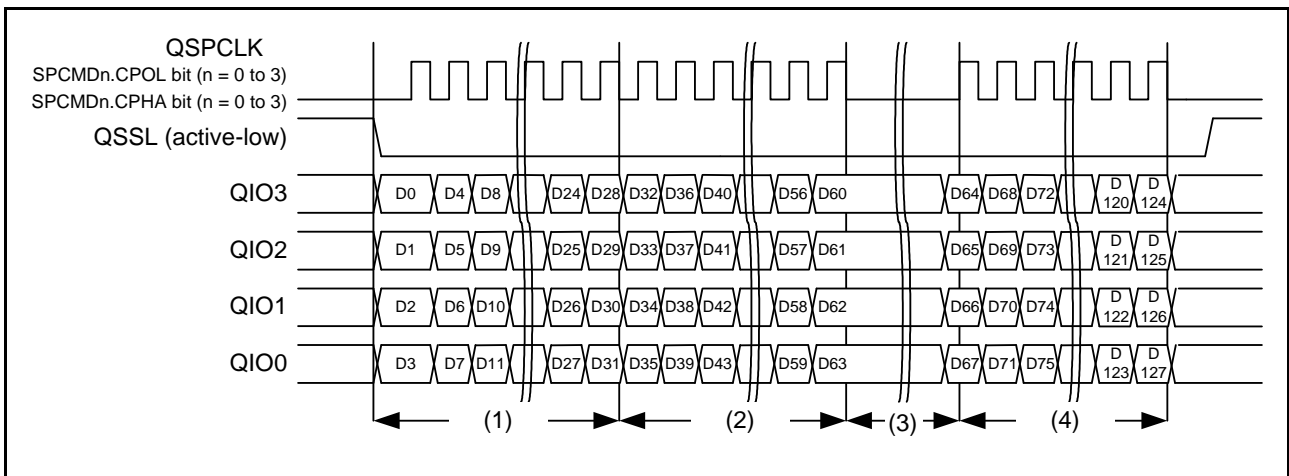 QSPCLK
SPCMDn.CPOL bit (n = 0 to 3)
SPCMDn.CPHA bit (n = 0 to 3)
QSSL (active-low)
QIO3 D0 D4 D8 D24 D28 D32 D36 D40 D56 D60 D64 D68 D72 D 120 D 124
QIO2 D1 D5 D9 D25 D29 D33 D37 D41 D57 D61 D65 D69 D73 D 121 D 125
QIO1 D2 D6 D10 D26 D30 D34 D38 D42 D58 D62 D66 D70 D74 D 122 D 126
QIO0 D3 D7 D11 D27 D31 D35 D39 D43 D59 D63 D67 D71 D75 D 123 D 127
(1) (2) (3) (4)